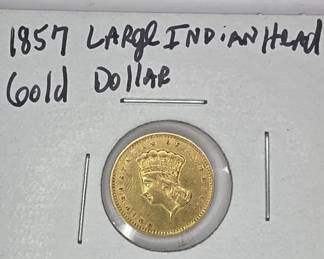 1857 LARge INDiAN HeAD
Gold DollAR